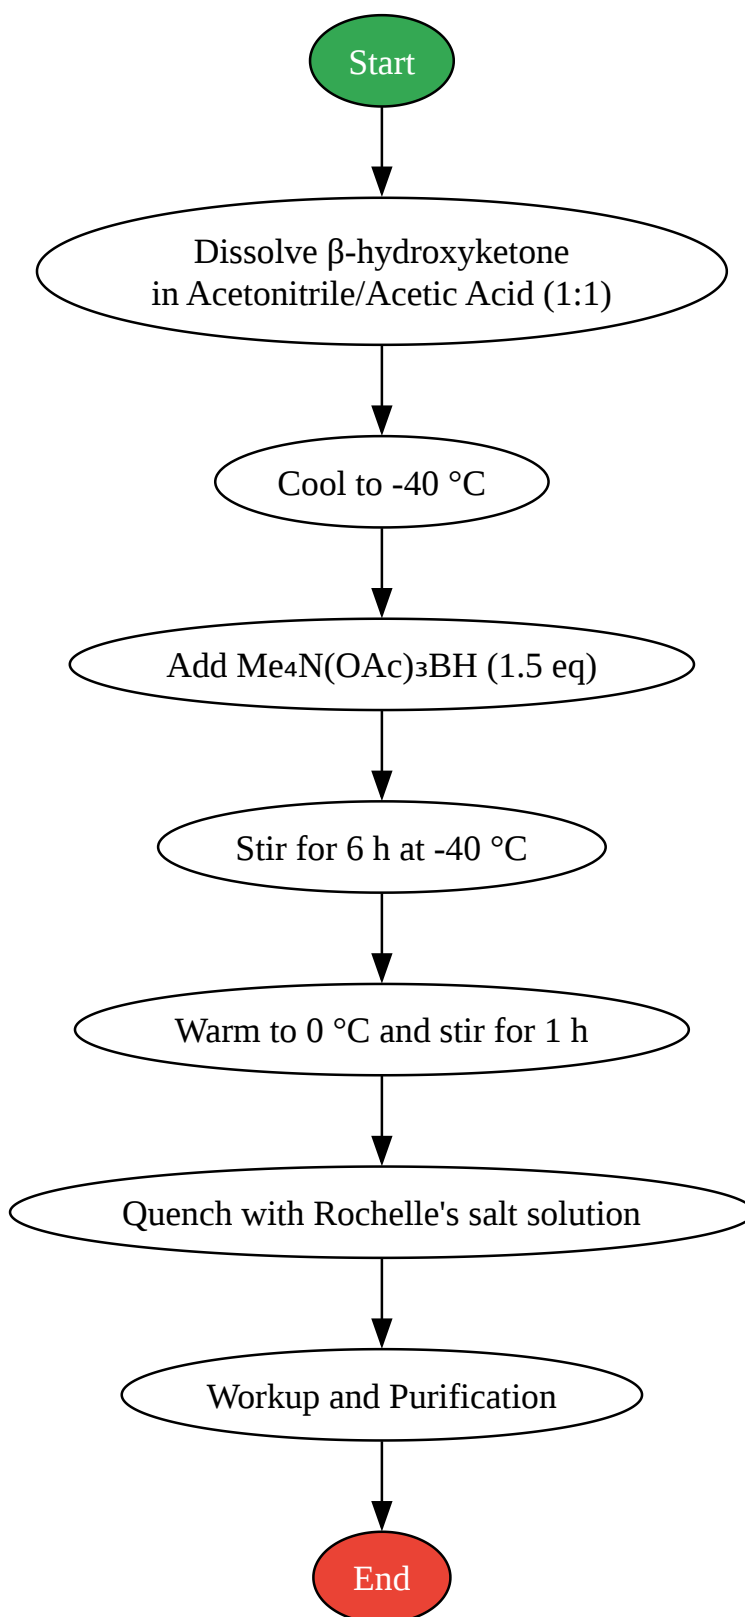 Start
Dissolve β-hydroxyketone
in Acetonitrile/Acetic Acid (1:1)
Cool to -40 °C
Add Me₄N(OAc)₃BH (1.5 eq)
Stir for 6 h at -40 °C
Warm to 0 °C and stir for 1 h
Quench with Rochelle's salt solution
Workup and Purification
End